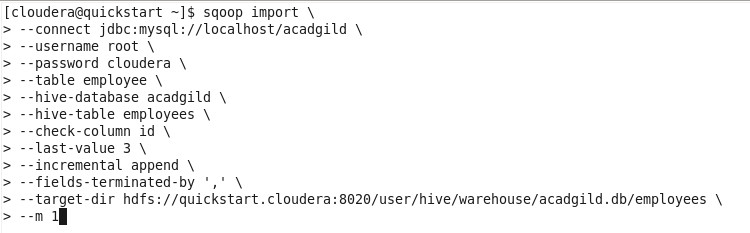 [cloudera@quickstart ~]$ sqoop import \
> --connect jdbc:mysql://localhost/acadgild \
> --username root \
> --password cloudera \
> --table employee \
> --hive-database acadgild \
> --hive-table employees \
> --check-column id \
> --last-value 3 \
> --incremental append \
> --fields-terminated-by ',' \
> --target-dir hdfs://quickstart.cloudera:8020/user/hive/warehouse/acadgild.db/employees \
> --m 1